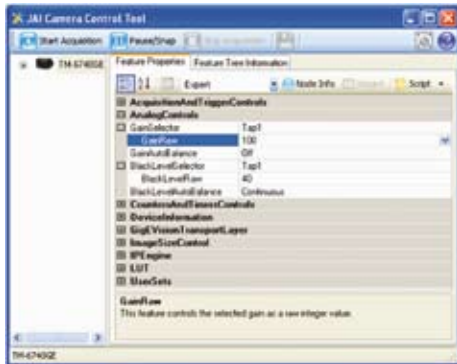 JAI Camera Control Tool
Start Acquisition Pause/Snap
TM-6740GE
Feature Properties Feature Tree Information
Expert Node Info Script
AcquisitionAndTriggerControls
AnalogControls
GainSelector Tap1
GainRaw 100
GainAutoBalance Off
BlackLevelSelector Tap1
BlackLevelRaw 40
BlackLevelAutoBalance Continuous
CountersAndTimersControls
DeviceInformation
GigEVisionTransportLayer
ImageSizeControl
IPEngine
LUT
UserSets
GainRaw
This feature controls the selected gain as a raw integer value.
TM-6740GE